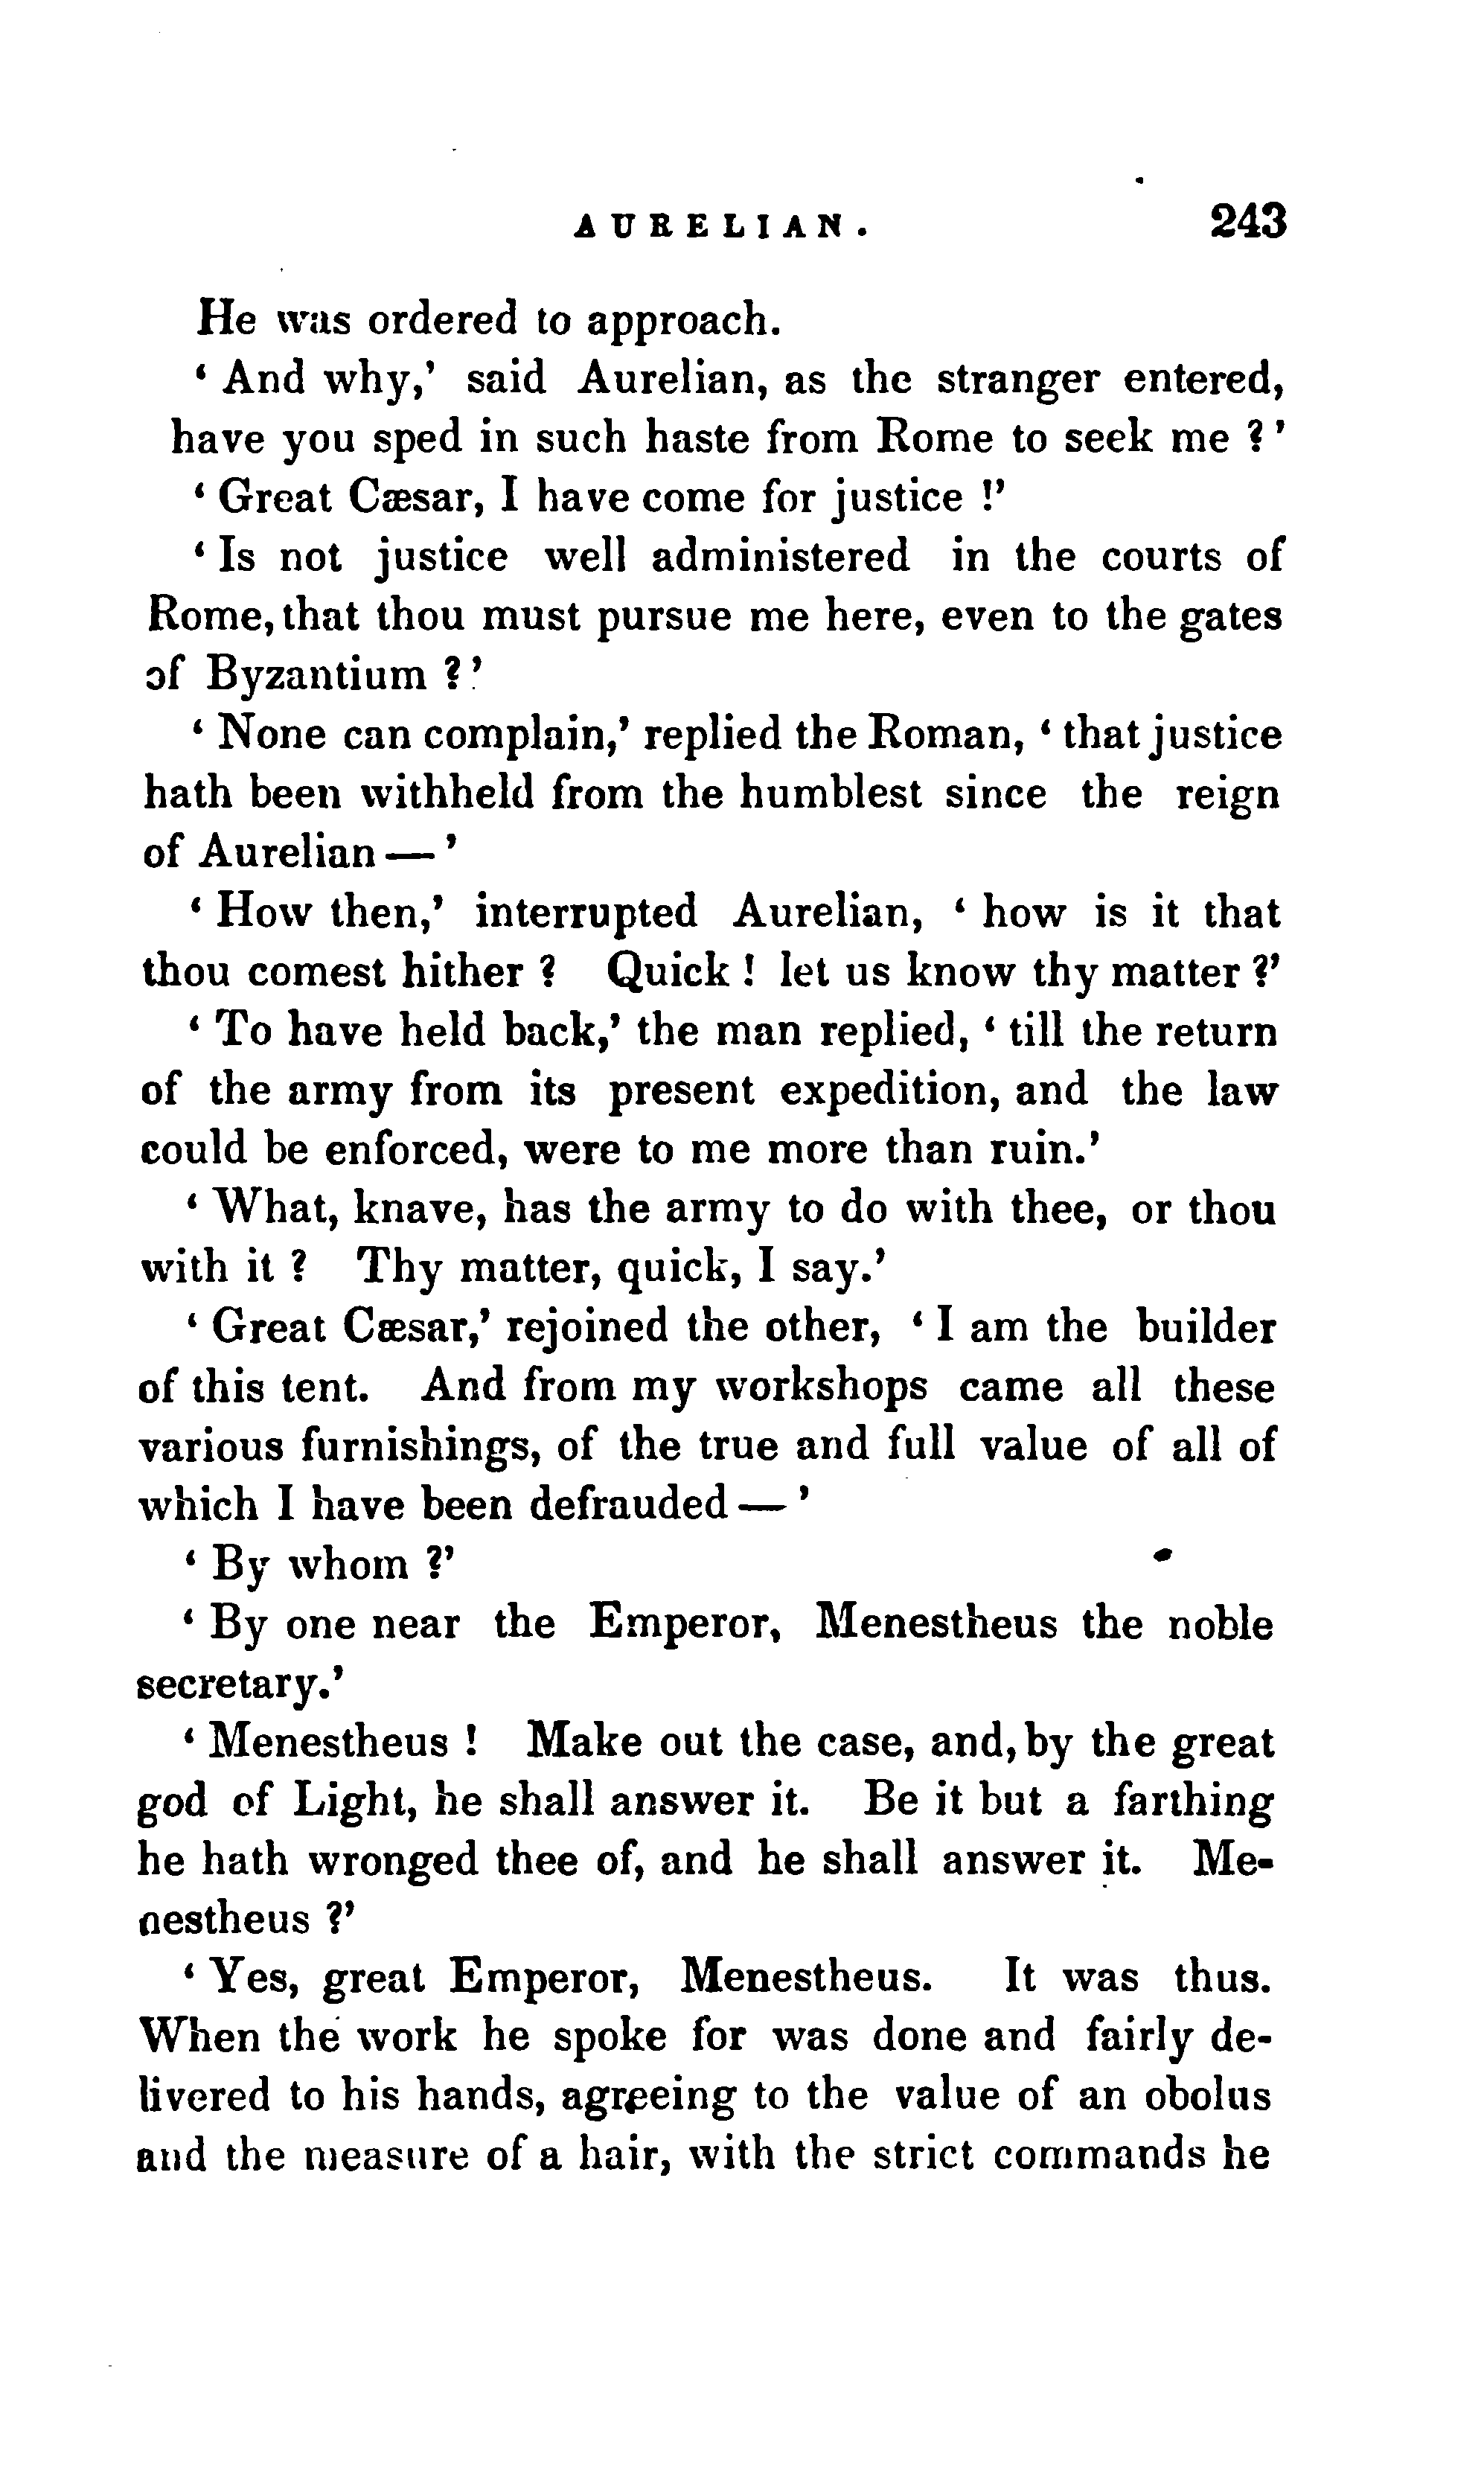 AURELIAN. 243
He was ordered to approach.
‘ And why,’ said Aurelian, as the stranger entered,
have you sped in such haste from Rome to seek me ?’
‘ Great Cæsar, I have come for justice !’
‘ Is not justice well administered in the courts of
Rome, that thou must pursue me here, even to the gates
of Byzantium ?’
‘ None can complain,’ replied the Roman, ‘ that justice
hath been withheld from the humblest since the reign
of Aurelian — ’
‘ How then,’ interrupted Aurelian, ‘ how is it that
thou comest hither ? Quick ! let us know thy matter ?’
‘ To have held back,’ the man replied, ‘ till the return
of the army from its present expedition, and the law
could be enforced, were to me more than ruin.’
‘ What, knave, has the army to do with thee, or thou
with it ? Thy matter, quick, I say.’
‘ Great Cæsar,’ rejoined the other, ‘ I am the builder
of this tent. And from my workshops came all these
various furnishings, of the true and full value of all of
which I have been defrauded — ’
‘ By whom ?’
‘ By one near the Emperor, Menestheus the noble
secretary.’
‘ Menestheus ! Make out the case, and, by the great
god of Light, he shall answer it. Be it but a farthing
he hath wronged thee of, and he shall answer it. Me-
nestheus ?’
‘ Yes, great Emperor, Menestheus. It was thus.
When the work he spoke for was done and fairly de-
livered to his hands, agreeing to the value of an obolus
and the measure of a hair, with the strict commands he